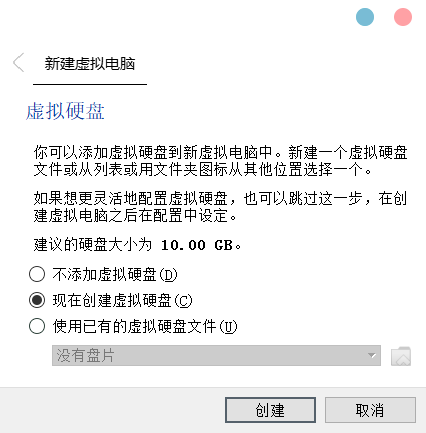 新建虚拟电脑
虚拟硬盘
你可以添加虚拟硬盘到新虚拟电脑中。新建一个虚拟硬盘
文件或从列表或用文件夹图标从其他位置选择一个。
如果想更灵活地配置虚拟硬盘，也可以跳过这一步，在创
建虚拟电脑之后在配置中设定。
建议的硬盘大小为 10.00 GB。
不添加虚拟硬盘(D)
现在创建虚拟硬盘(C)
使用已有的虚拟硬盘文件(U)
没有盘片
创建
取消